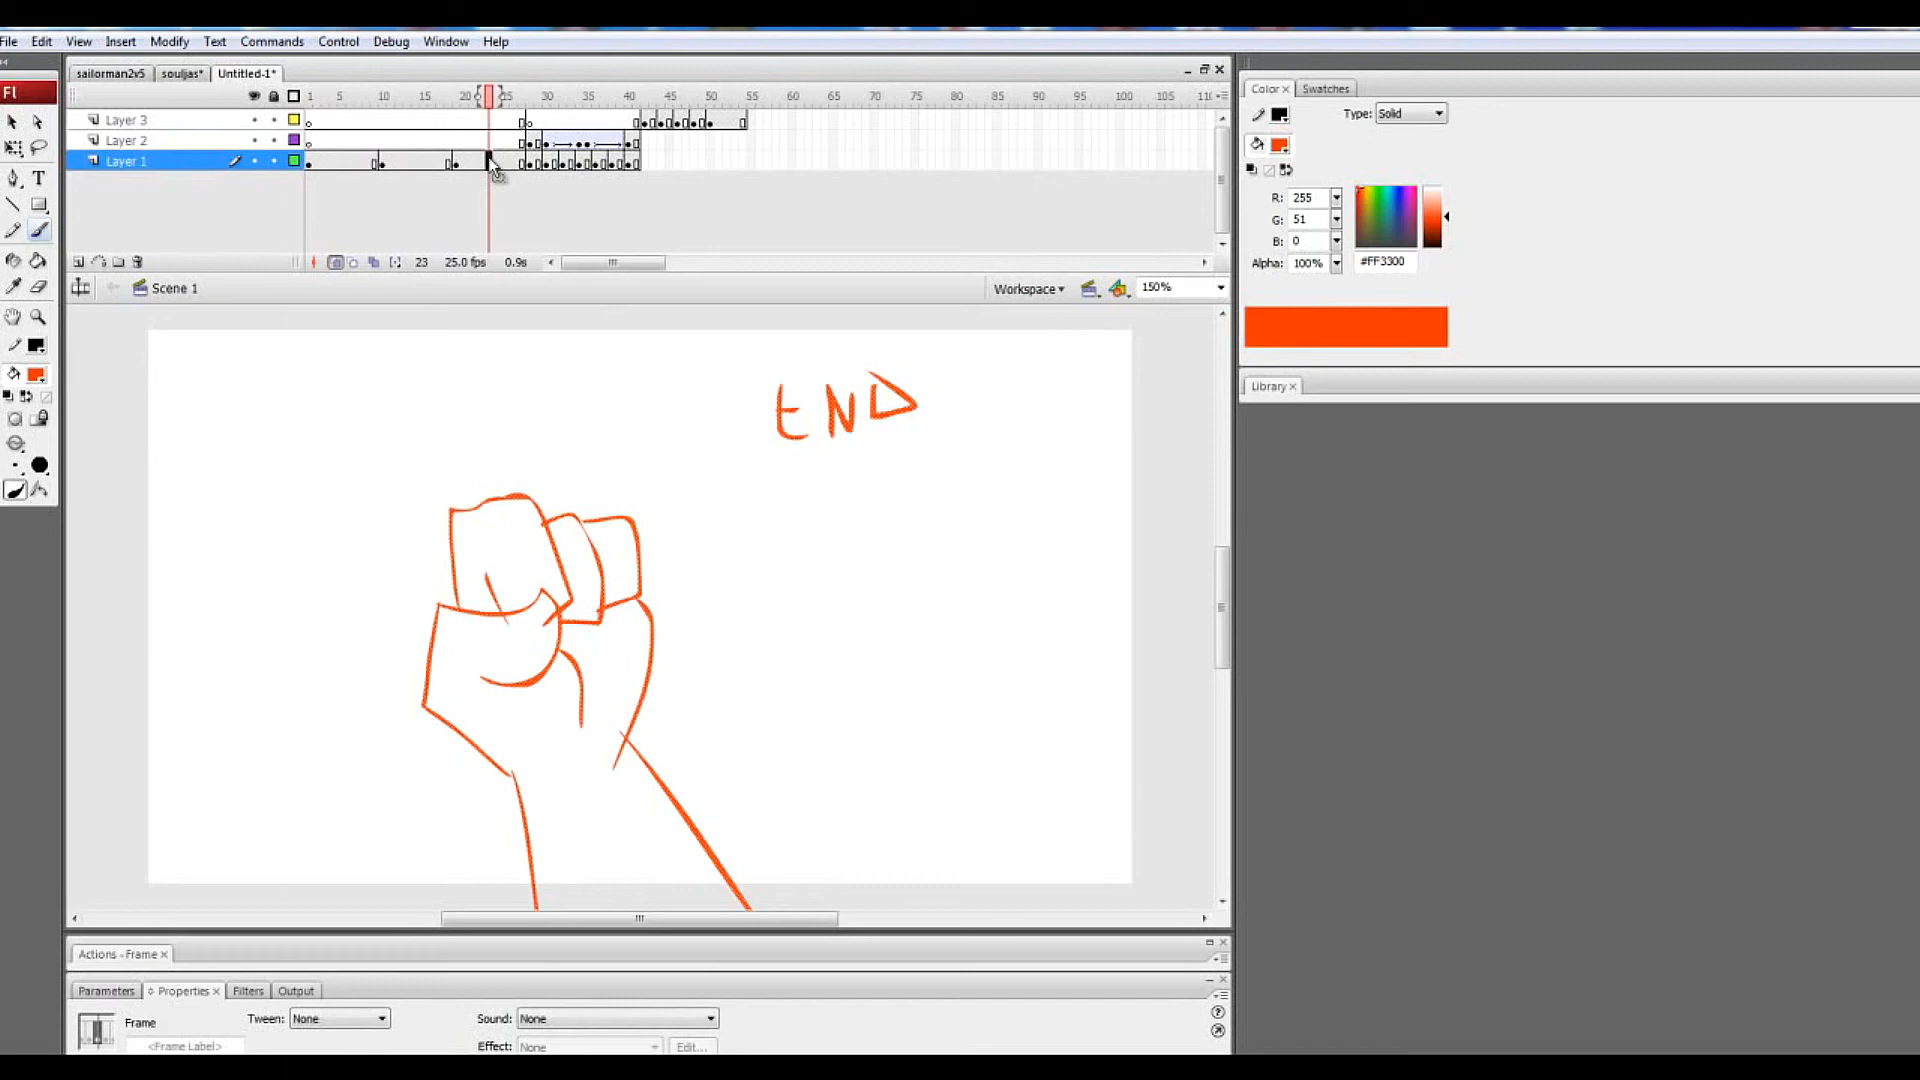 File Edit View Insert Modify Text Commands Control Debug Window Help
sailorman2v5 souljas* Untitled-1*
Fl
1 5 10 15 20 25 30 35 40 45 50 55 60 65 70 75 80 85 90 95 100 105 110
Layer 3
Layer 2
Layer 1
23 25.0 fps 0.9s
Scene 1
Workspace 150%
END
Color Swatches
Type: Solid
R: 255
G: 51
B: 0
Alpha: 100% #FF3300
Library
Actions - Frame
Parameters Properties Filters Output
Frame Tween: None Sound: None
<Frame Label> Effect: None Edit...